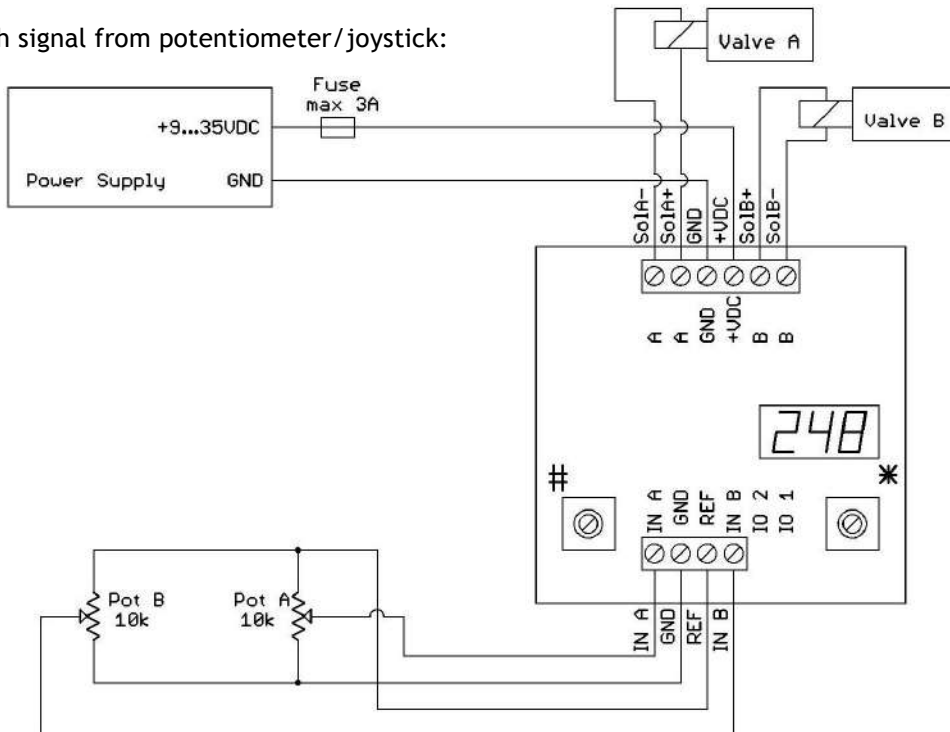 signal from potentiometer/joystick:
Valve A
Fuse
max 3A
+9...35VDC
Valve B
Power Supply
GND
SolA-
SolA+
GND
+VDC
SolB+
SolB-
A
A
GND
+VDC
B
B
248
#
*
IN A
GND
REF
IN B
IO 2
IO 1
Pot B
10k
Pot A
10k
IN A
GND
REF
IN B